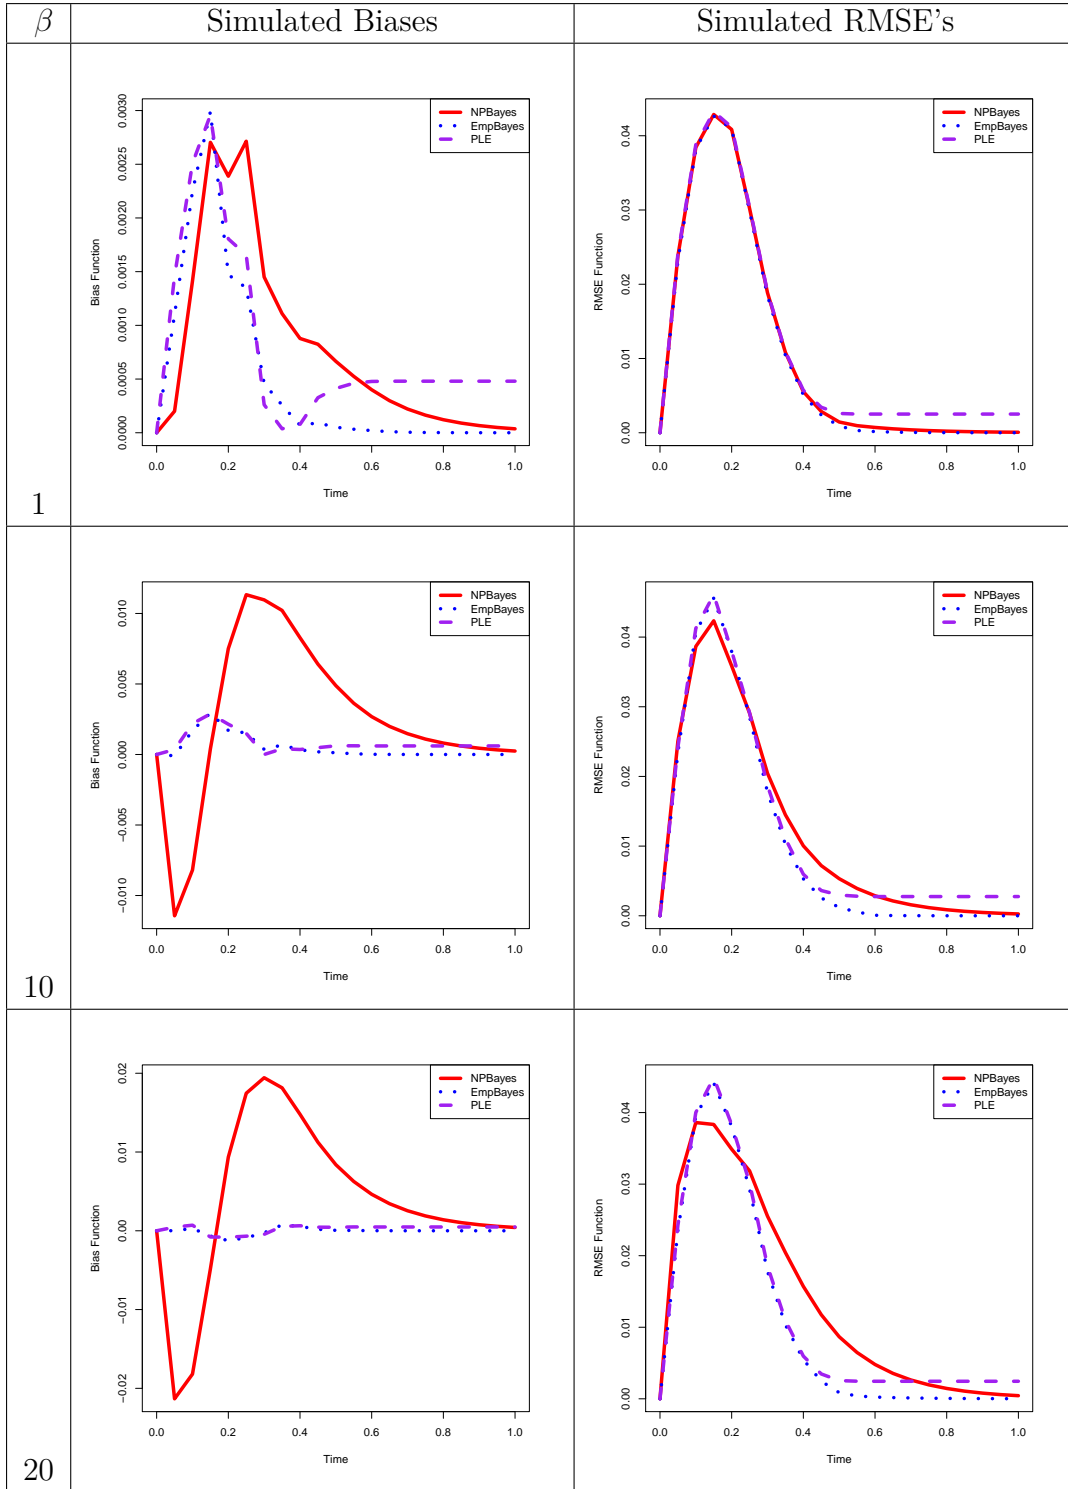 β Simulated Biases Simulated RMSE's
0.0030
0.0025
0.0020
0.0015
0.0010
0.0005
0.0000
Bias Function
NPBayes
EmpBayes
PLE
0.0 0.2 0.4 0.6 0.8 1.0
Time
0.04
0.03
0.02
0.01
0.00
RMSE Function
NPBayes
EmpBayes
PLE
0.0 0.2 0.4 0.6 0.8 1.0
Time
1
0.010
0.005
0.000
−0.005
−0.010
Bias Function
NPBayes
EmpBayes
PLE
0.0 0.2 0.4 0.6 0.8 1.0
Time
0.04
0.03
0.02
0.01
0.00
RMSE Function
NPBayes
EmpBayes
PLE
0.0 0.2 0.4 0.6 0.8 1.0
Time
10
0.02
0.01
0.00
−0.01
−0.02
Bias Function
NPBayes
EmpBayes
PLE
0.0 0.2 0.4 0.6 0.8 1.0
Time
0.04
0.03
0.02
0.01
0.00
RMSE Function
NPBayes
EmpBayes
PLE
0.0 0.2 0.4 0.6 0.8 1.0
Time
20